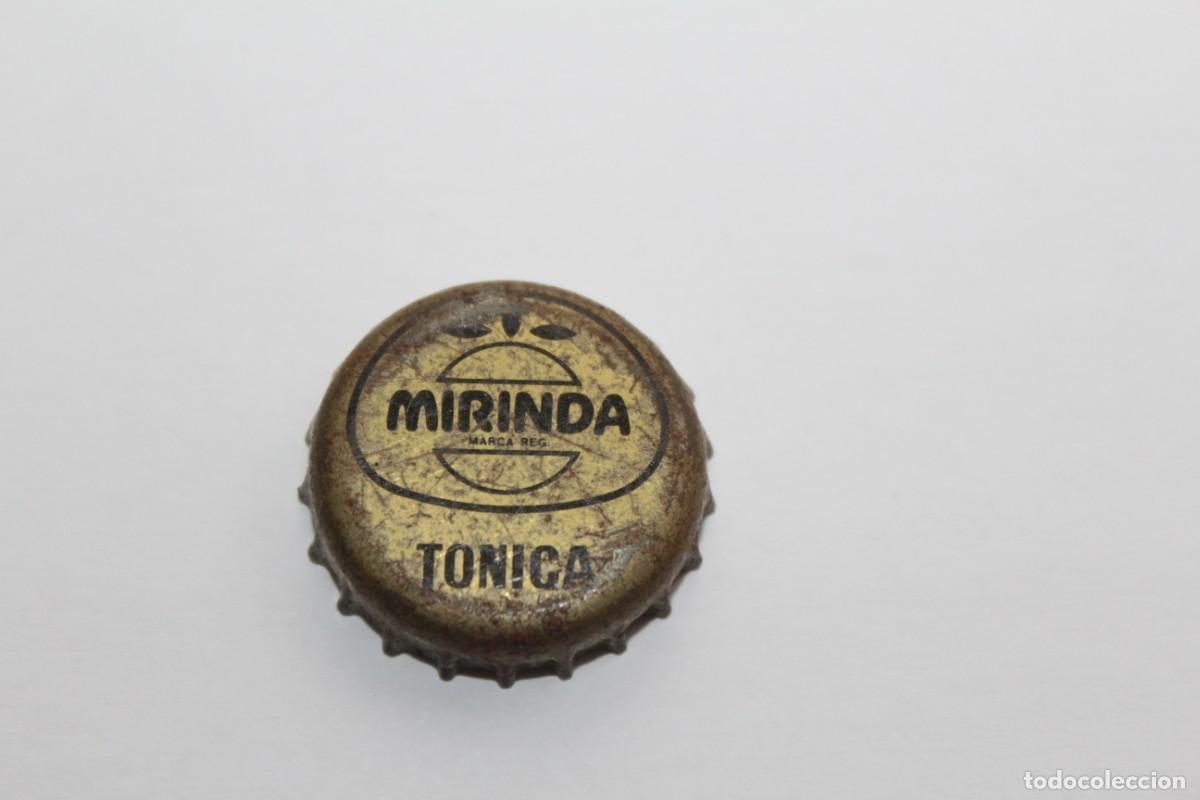 MIRINDA
MARCA REG.
TONICA
todocoleccion